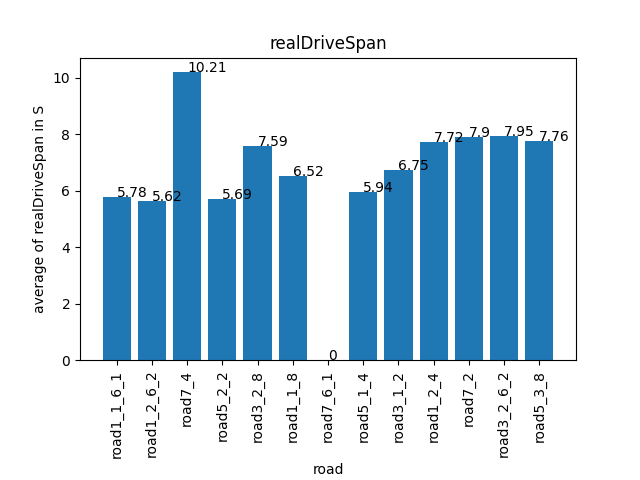 realDriveSpan
average of realDriveSpan in S
10
8
6
4
2
0
5.78
5.62
10.21
5.69
7.59
6.52
0
5.94
6.75
7.72
7.9
7.95
7.76
road1_1_6_1
road1_2_6_2
road7_4
road5_2_2
road3_2_8
road1_1_8
road7_6_1
road5_1_4
road3_1_2
road1_2_4
road7_2
road3_2_6_2
road5_3_8
road